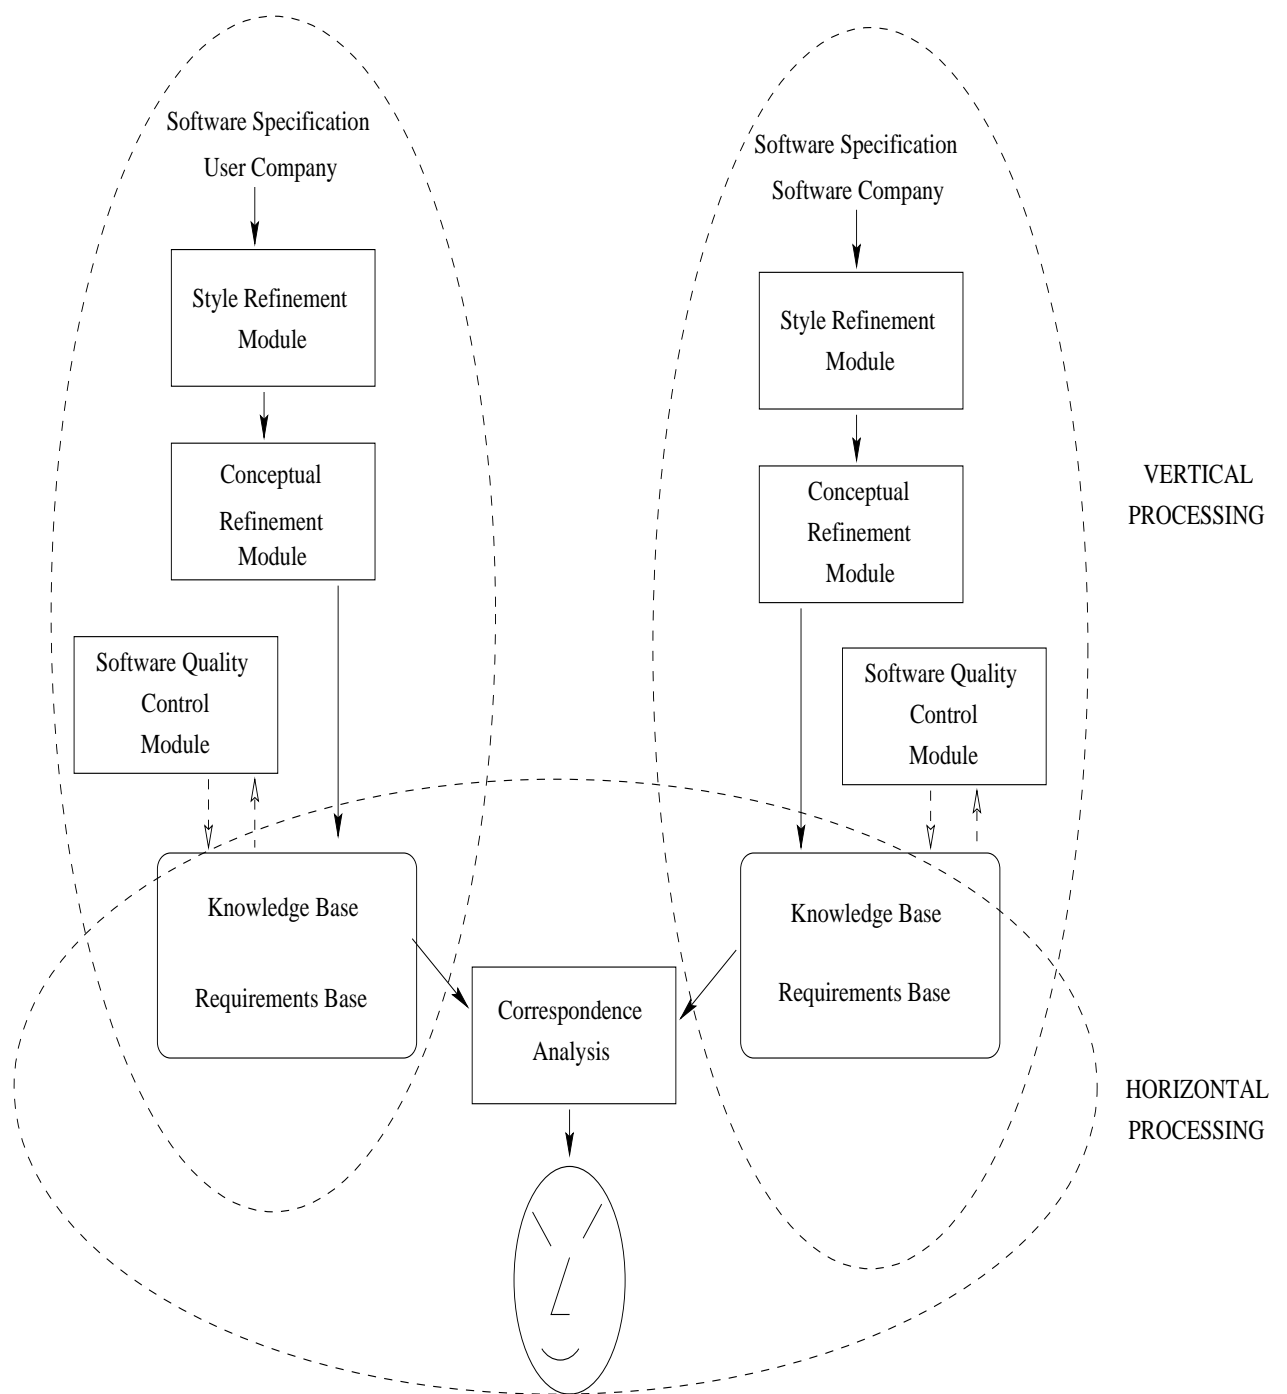 Software Specification
User Company
Style Refinement
Module
Conceptual
Refinement
Module
Software Quality
Control
Module
Knowledge Base
Requirements Base
Software Specification
Software Company
Style Refinement
Module
Conceptual
Refinement
Module
Software Quality
Control
Module
Knowledge Base
Requirements Base
Correspondence
Analysis
VERTICAL
PROCESSING
HORIZONTAL
PROCESSING